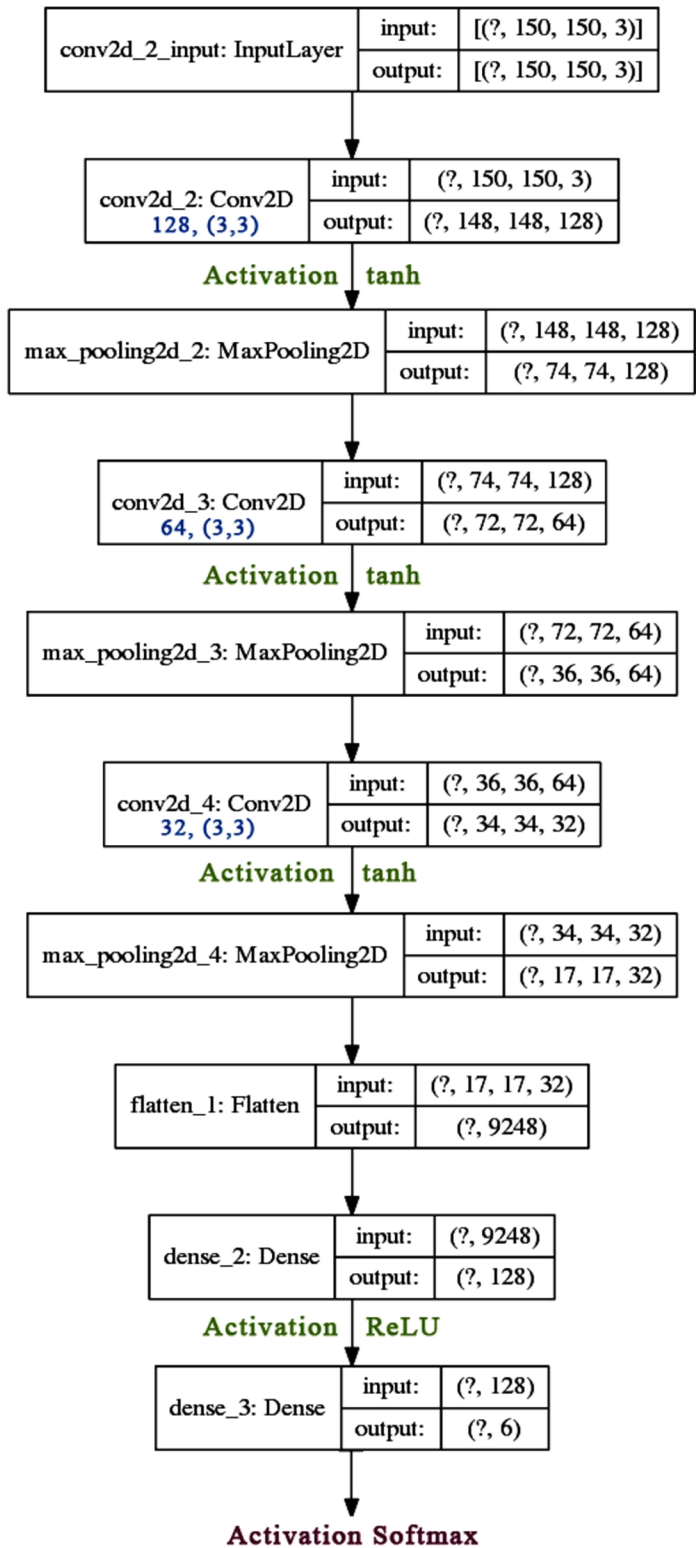 conv2d_2_input: InputLayer
input: [(?, 150, 150, 3)]
output: [(?, 150, 150, 3)]
conv2d_2: Conv2D
128, (3,3)
input: (?, 150, 150, 3)
output: (?, 148, 148, 128)
Activation tanh
max_pooling2d_2: MaxPooling2D
input: (?, 148, 148, 128)
output: (?, 74, 74, 128)
conv2d_3: Conv2D
64, (3,3)
input: (?, 74, 74, 128)
output: (?, 72, 72, 64)
Activation tanh
max_pooling2d_3: MaxPooling2D
input: (?, 72, 72, 64)
output: (?, 36, 36, 64)
conv2d_4: Conv2D
32, (3,3)
input: (?, 36, 36, 64)
output: (?, 34, 34, 32)
Activation tanh
max_pooling2d_4: MaxPooling2D
input: (?, 34, 34, 32)
output: (?, 17, 17, 32)
flatten_1: Flatten
input: (?, 17, 17, 32)
output: (?, 9248)
dense_2: Dense
input: (?, 9248)
output: (?, 128)
Activation ReLU
dense_3: Dense
input: (?, 128)
output: (?, 6)
Activation Softmax